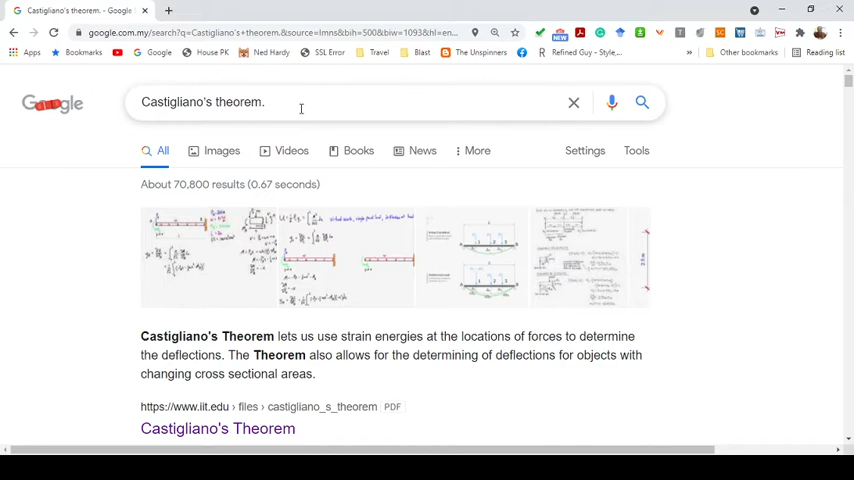 Castigliano's theorem. - Google
google.com.my/search?q=Castigliano's+theorem.&source=lmns&bih=500&biw=1093&hl=en...
Apps
Bookmarks
Google
House PK
Ned Hardy
SSL Error
Travel
Blast
The Unspinners
Refined Guy - Style,...
»
Other bookmarks
Reading list
Castigliano's theorem.
All
Images
Videos
Books
News
More
Settings
Tools
About 70,800 results (0.67 seconds)
Castigliano's Theorem lets us use strain energies at the locations of forces to determine
the deflections. The Theorem also allows for the determining of deflections for objects with
changing cross sectional areas.
https://www.iit.edu › files › castigliano_s_theorem PDF
Castigliano's Theorem